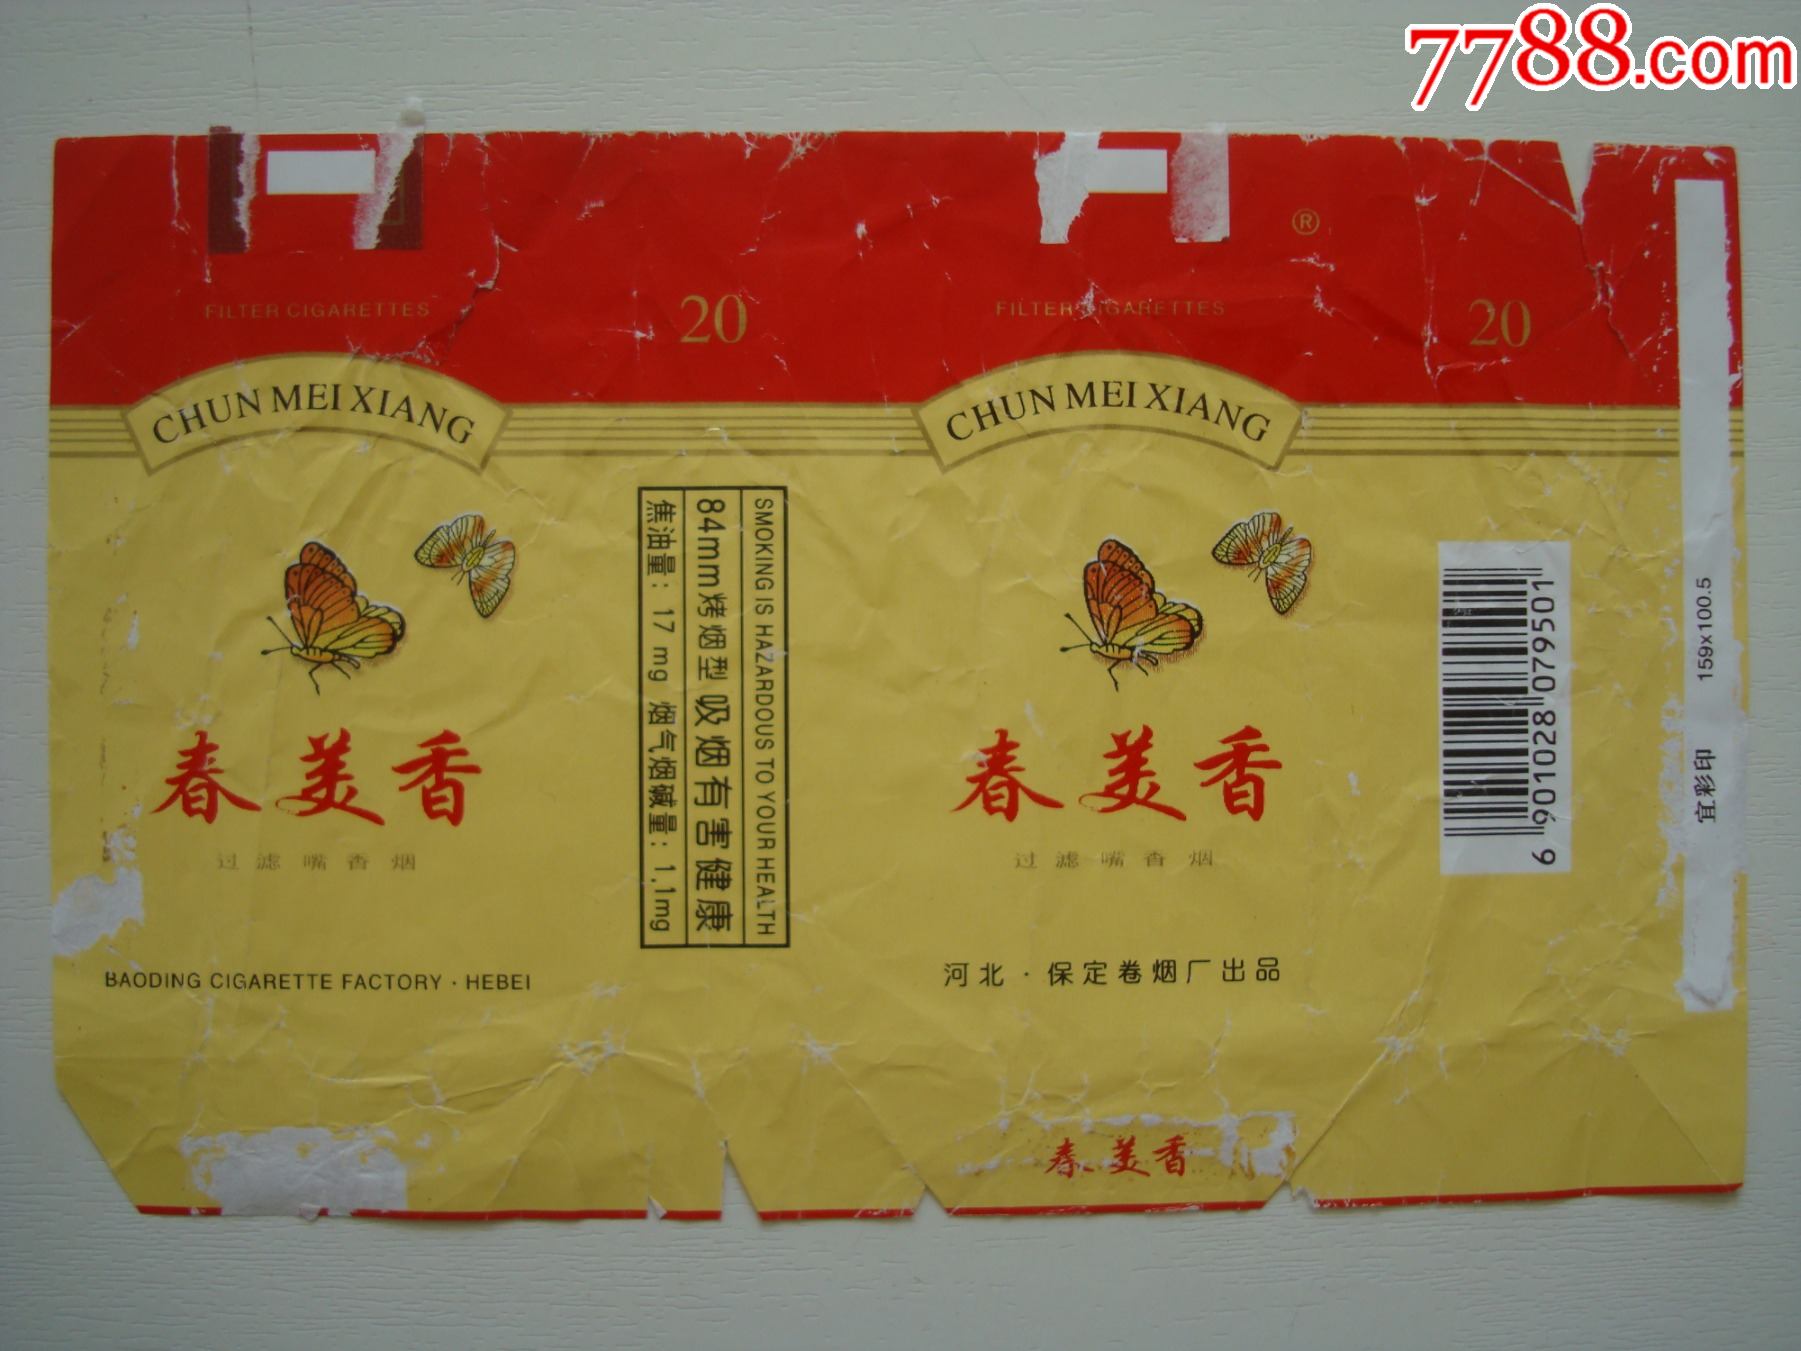 7788.com
FILTER CIGARETTES
20
FILTER CIGARETTES
®
20
CHUN MEI XIANG
CHUN MEI XIANG
春美香
过滤嘴香烟
BAODING CIGARETTE FACTORY · HEBEI
SMOKING IS HAZARDOUS TO YOUR HEALTH
84mm烤烟型 吸烟有害健康
焦油量：17 mg 烟气烟碱量：1.1mg
春美香
过滤嘴香烟
河北·保定卷烟厂出品
春美香
6 901028 079501
159x100.5
宜彩印